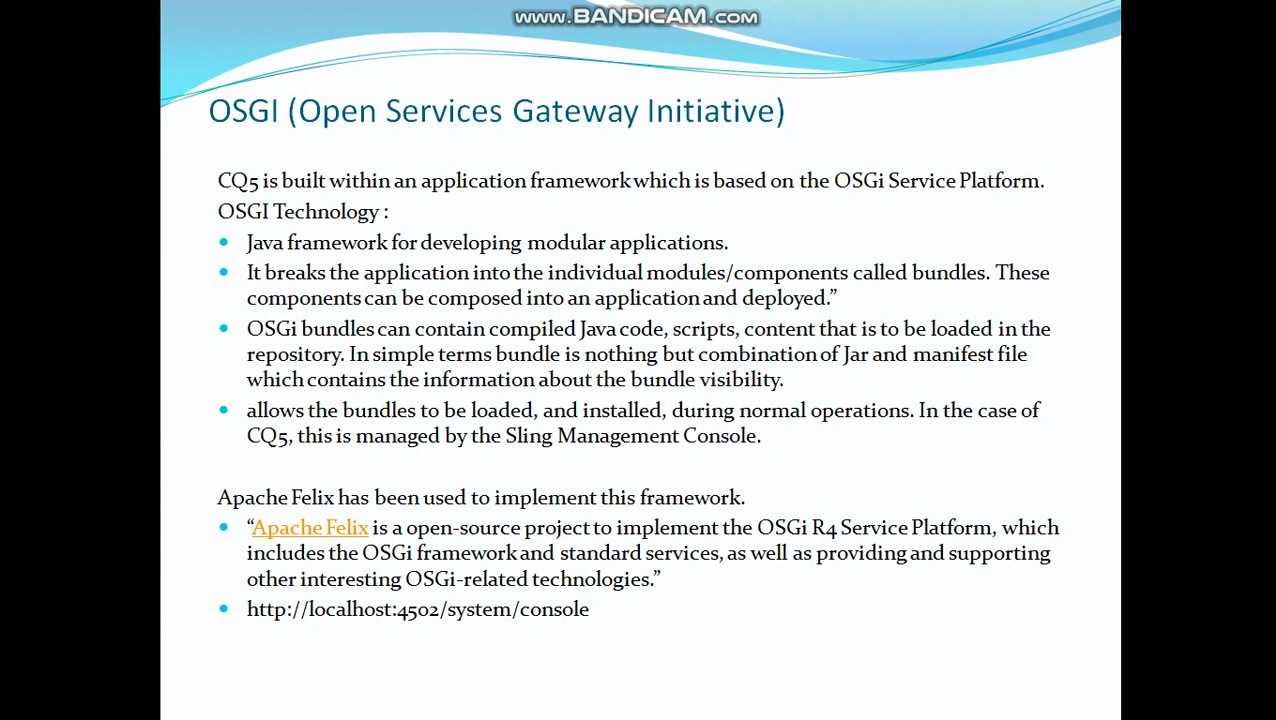 www.BANDICAM.com
OSGI (Open Services Gateway Initiative)
CQ5 is built within an application framework which is based on the OSGi Service Platform.
OSGI Technology :
• Java framework for developing modular applications.
• It breaks the application into the individual modules/components called bundles. These
components can be composed into an application and deployed.”
• OSGi bundles can contain compiled Java code, scripts, content that is to be loaded in the
repository. In simple terms bundle is nothing but combination of Jar and manifest file
which contains the information about the bundle visibility.
• allows the bundles to be loaded, and installed, during normal operations. In the case of
CQ5, this is managed by the Sling Management Console.
Apache Felix has been used to implement this framework.
• “Apache Felix is a open-source project to implement the OSGi R4 Service Platform, which
includes the OSGi framework and standard services, as well as providing and supporting
other interesting OSGi-related technologies.”
• http://localhost:4502/system/console